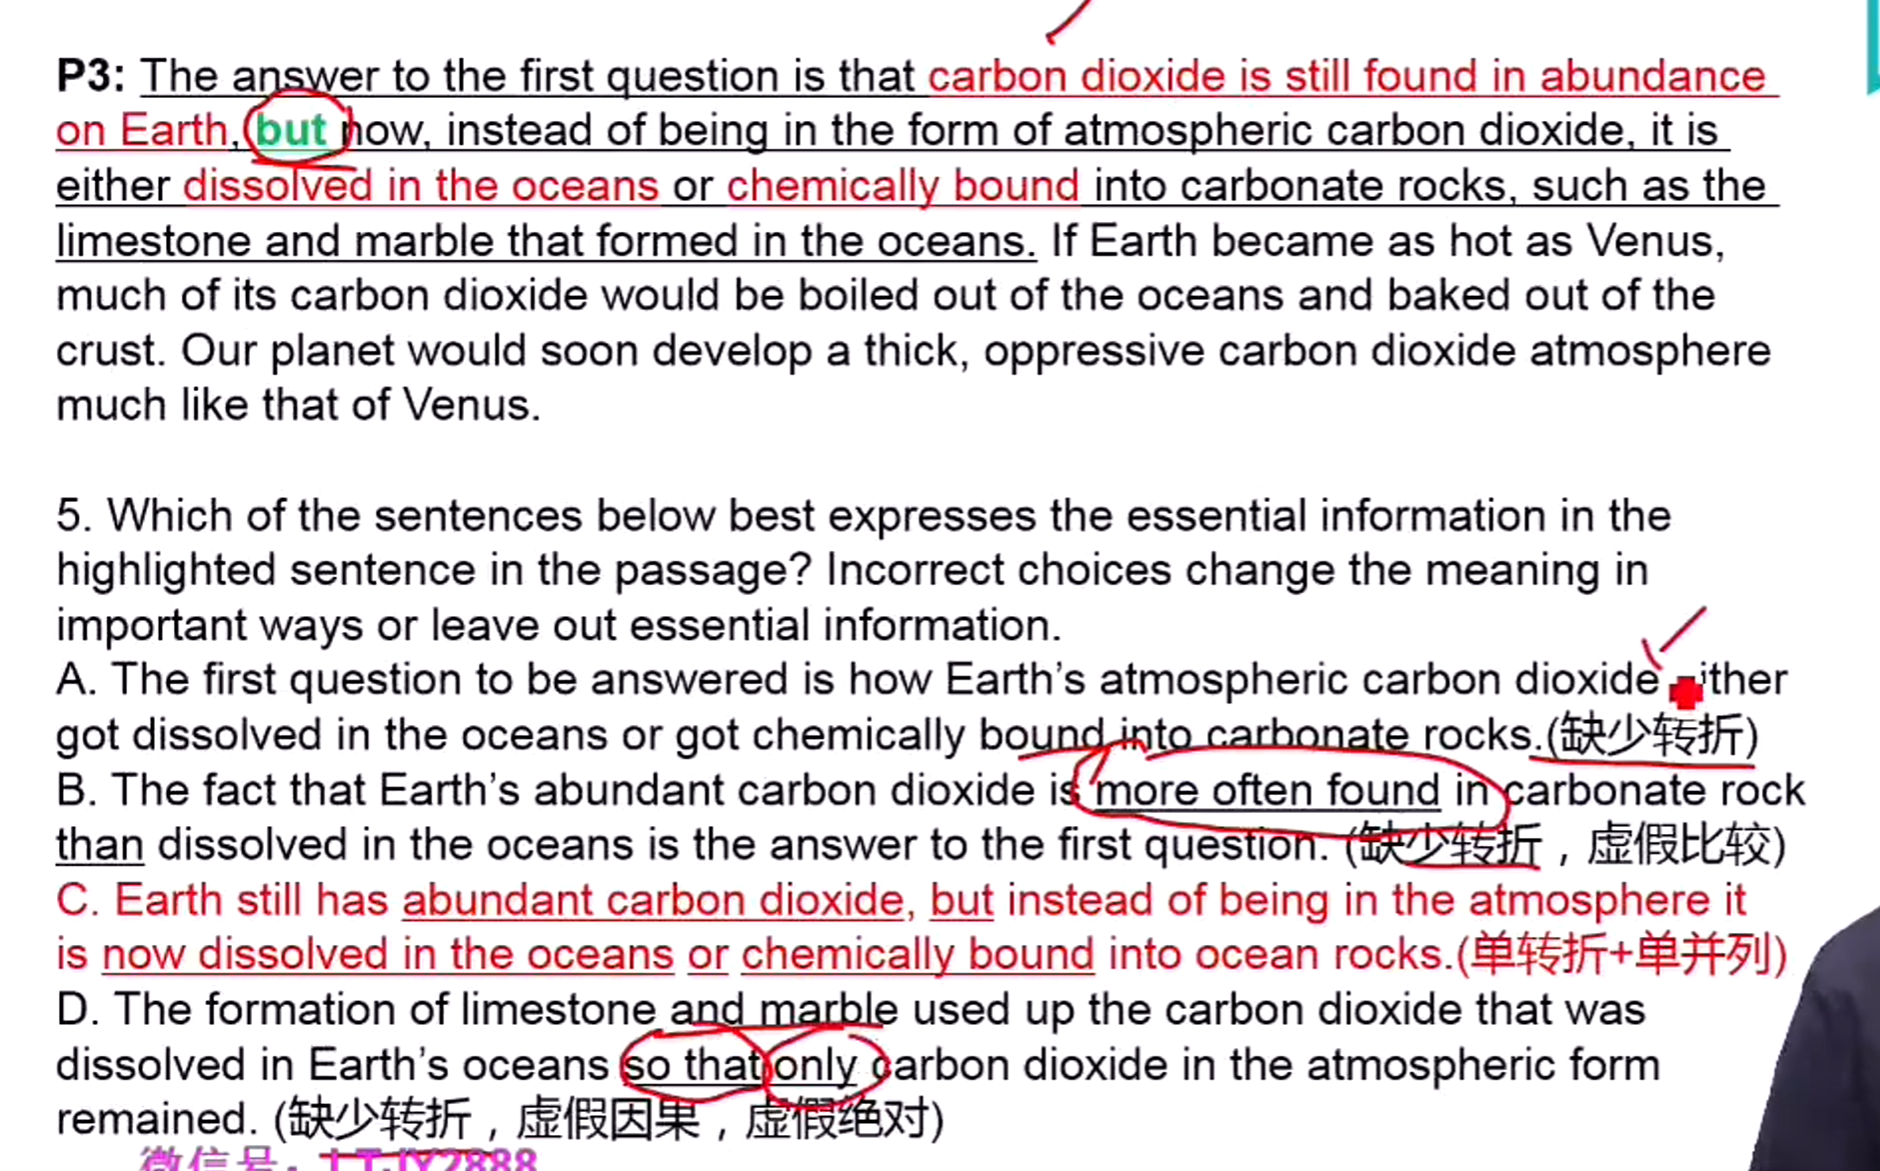 P3: The answer to the first question is that carbon dioxide is still found in abundance
on Earth, but now, instead of being in the form of atmospheric carbon dioxide, it is
either dissolved in the oceans or chemically bound into carbonate rocks, such as the
limestone and marble that formed in the oceans. If Earth became as hot as Venus,
much of its carbon dioxide would be boiled out of the oceans and baked out of the
crust. Our planet would soon develop a thick, oppressive carbon dioxide atmosphere
much like that of Venus.
5. Which of the sentences below best expresses the essential information in the
highlighted sentence in the passage? Incorrect choices change the meaning in
important ways or leave out essential information.
A. The first question to be answered is how Earth’s atmospheric carbon dioxide either
got dissolved in the oceans or got chemically bound into carbonate rocks.(缺少转折)
B. The fact that Earth’s abundant carbon dioxide is more often found in carbonate rock
than dissolved in the oceans is the answer to the first question. (缺少转折，虚假比较)
C. Earth still has abundant carbon dioxide, but instead of being in the atmosphere it
is now dissolved in the oceans or chemically bound into ocean rocks.(单转折+单并列)
D. The formation of limestone and marble used up the carbon dioxide that was
dissolved in Earth’s oceans so that only carbon dioxide in the atmospheric form
remained. (缺少转折，虚假因果，虚假绝对)
微信号：